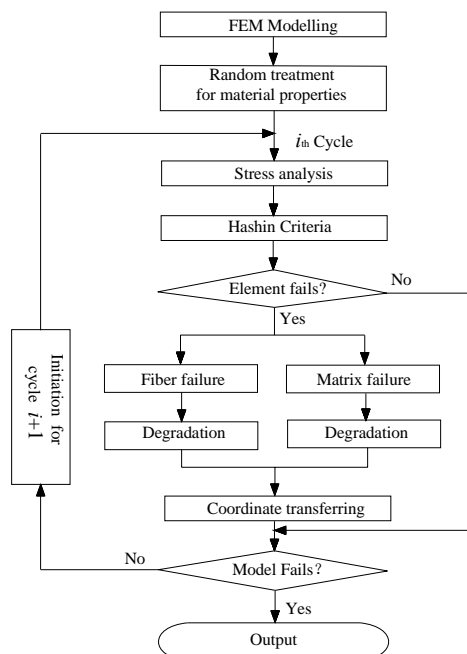 FEM Modelling
Random treatment
for material properties
ith Cycle
Stress analysis
Hashin Criteria
Element fails?
No
Yes
Fiber failure
Matrix failure
Degradation
Degradation
Initiation for
cycle i+1
Coordinate transferring
No
Model Fails?
Yes
Output